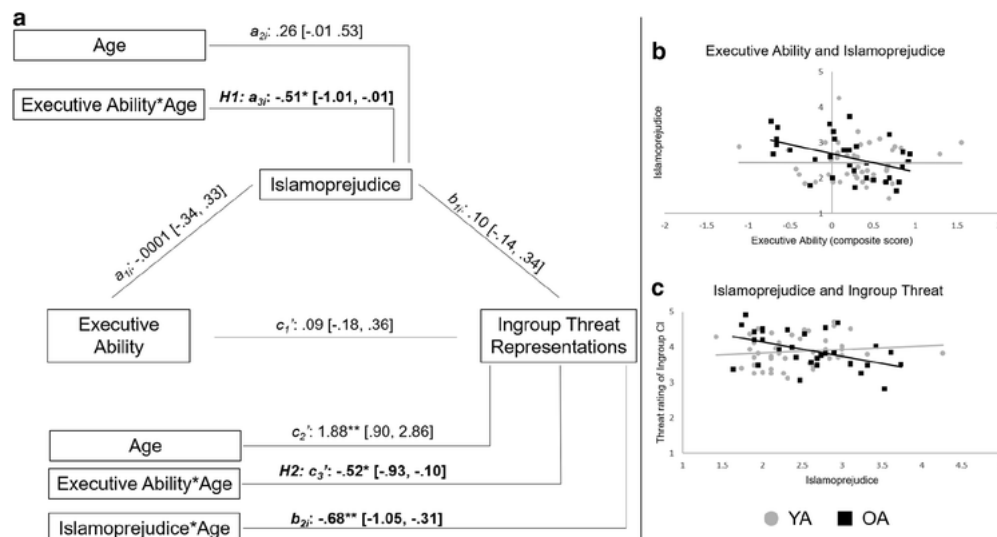 a
Age
a₂ᵢ: .26 [-.01 .53]
Executive Ability*Age
H1: a₃ᵢ: -.51* [-1.01, -.01]
Islamoprejudice
a₁ᵢ: -.0001 [-.34, .33]
b₁ᵢ: .10 [-.14, .34]
Executive
Ability
c₁': .09 [-.18, .36]
Ingroup Threat
Representations
Age
c₂': 1.88** [.90, 2.86]
Executive Ability*Age
H2: c₃': -.52* [-.93, -.10]
Islamoprejudice*Age
b₂ᵢ: -.68** [-1.05, -.31]
b
Executive Ability and Islamoprejudice
Islamoprejudice
5
4
3
2
1
-2 -1.5 -1 -0.5 0 0.5 1 1.5
Executive Ability (composite score)
c
Islamoprejudice and Ingroup Threat
Threat rating of Ingroup CI
5
4
3
2
1
1 1.5 2 2.5 3 3.5 4 4.5
Islamoprejudice
YA OA